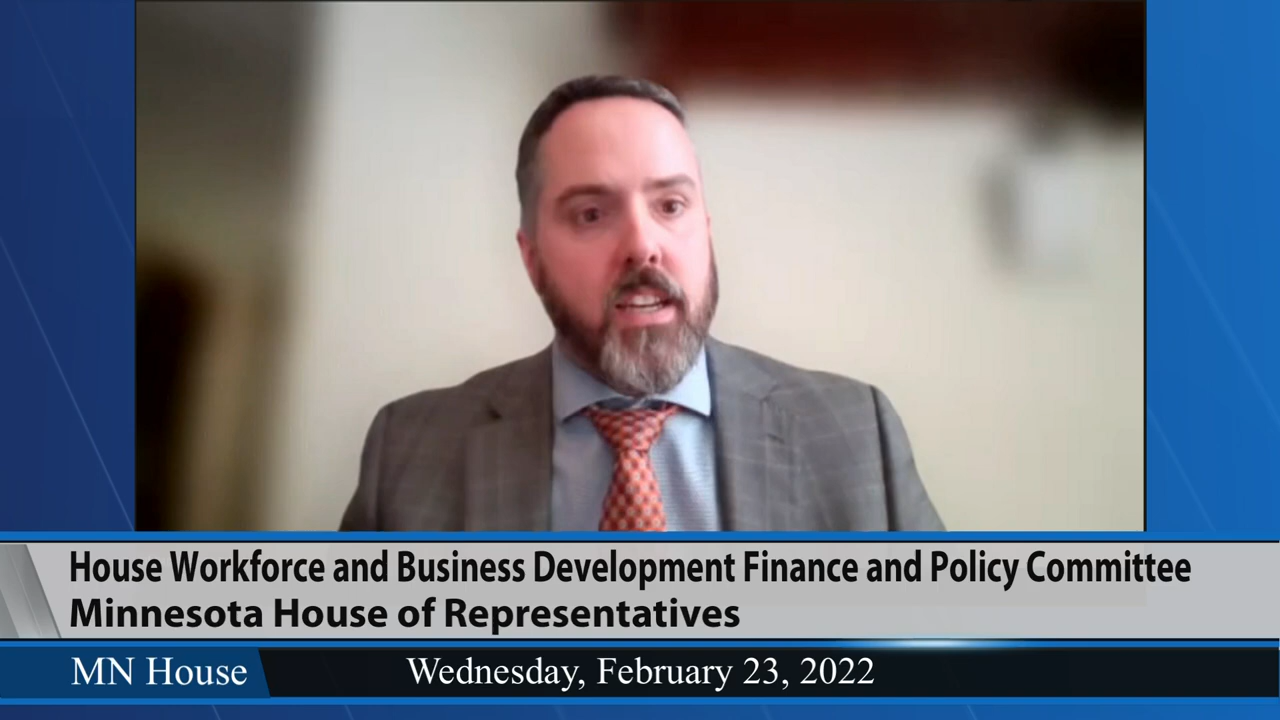 House Workforce and Business Development Finance and Policy Committee
Minnesota House of Representatives
MN House Wednesday, February 23, 2022